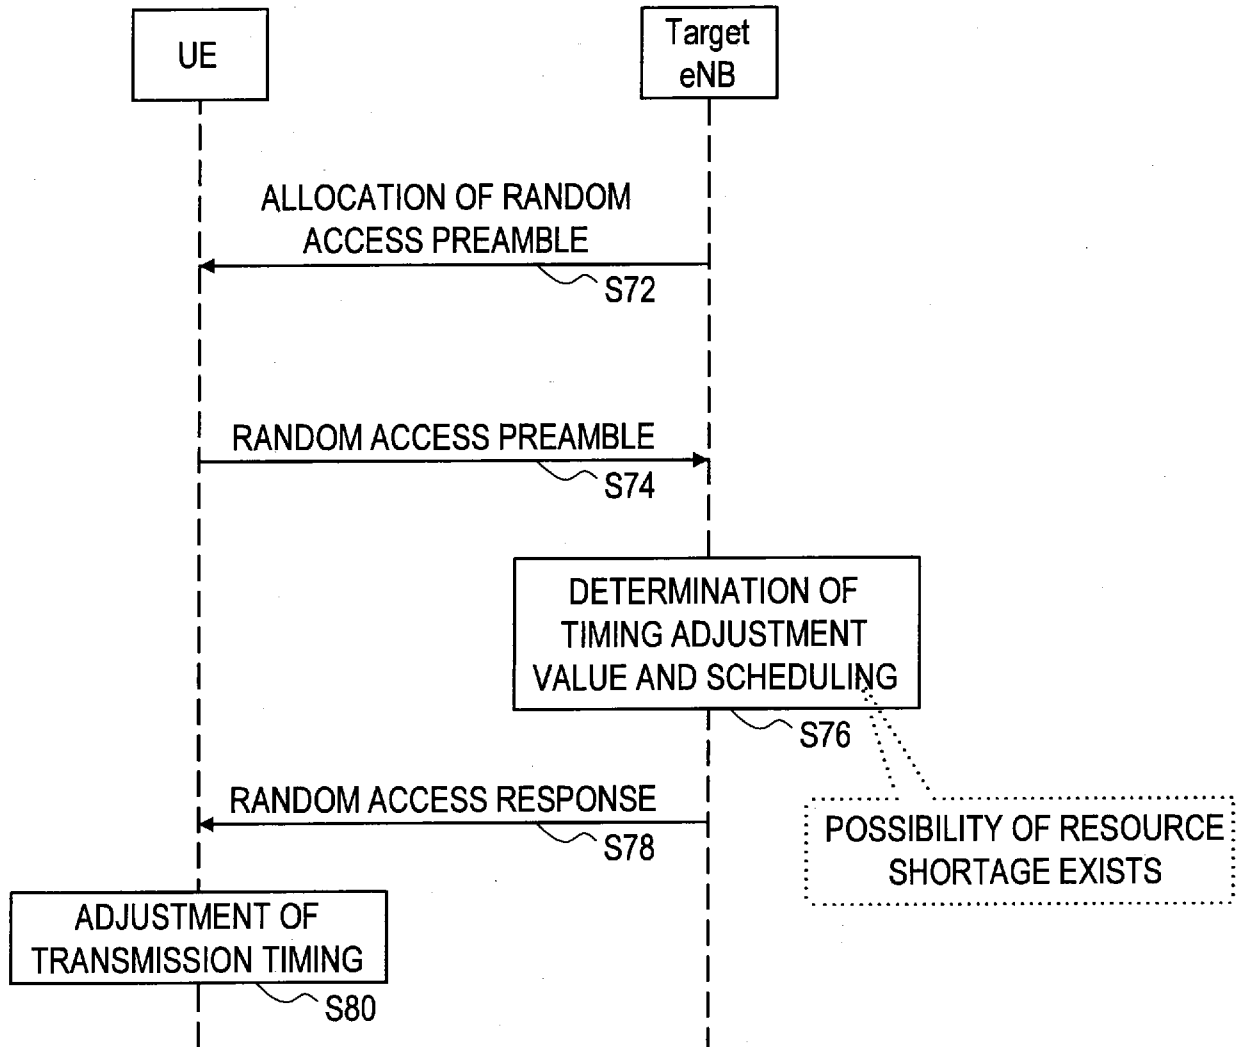 UE
Target
eNB
ALLOCATION OF RANDOM
ACCESS PREAMBLE
S72
RANDOM ACCESS PREAMBLE
S74
DETERMINATION OF
TIMING ADJUSTMENT
VALUE AND SCHEDULING
S76
RANDOM ACCESS RESPONSE
S78
POSSIBILITY OF RESOURCE
SHORTAGE EXISTS
ADJUSTMENT OF
TRANSMISSION TIMING
S80